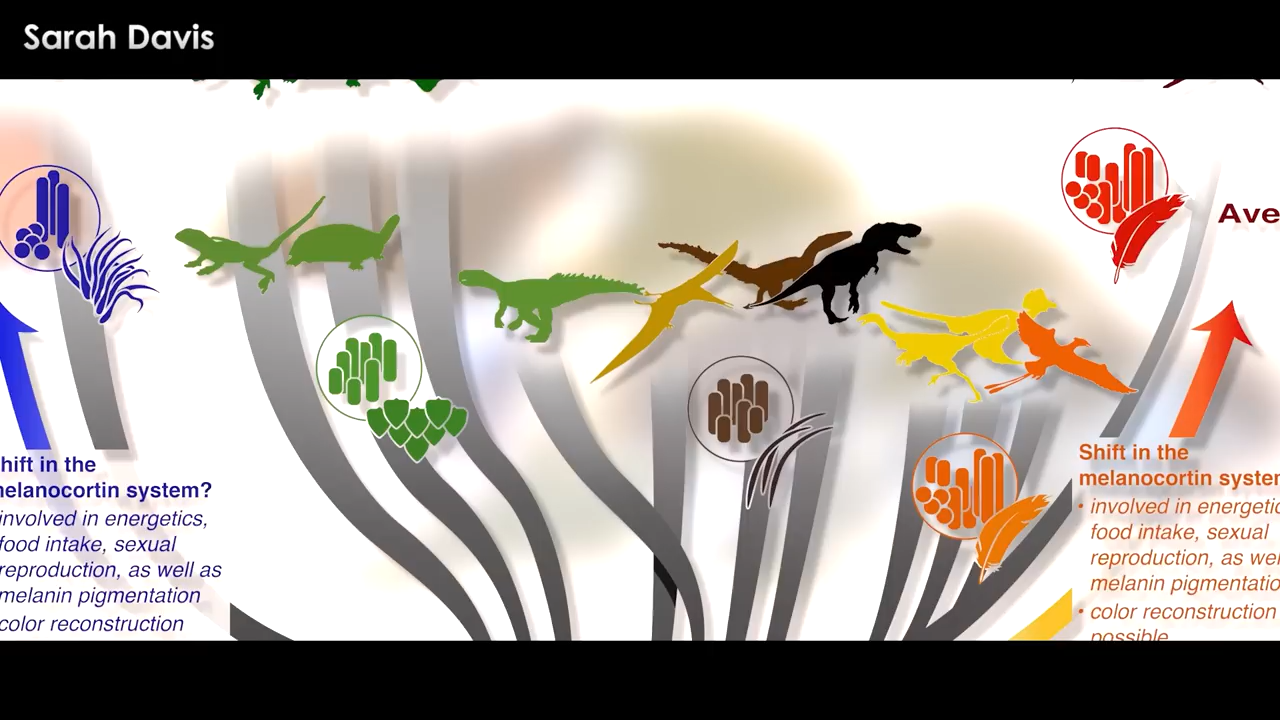 Sarah Davis
Ave
hift in the
melanocortin system?
involved in energetics,
food intake, sexual
reproduction, as well as
melanin pigmentation
color reconstruction
Shift in the
melanocortin system
• involved in energetic
food intake, sexual
reproduction, as well
melanin pigmentatio
• color reconstruction
possible